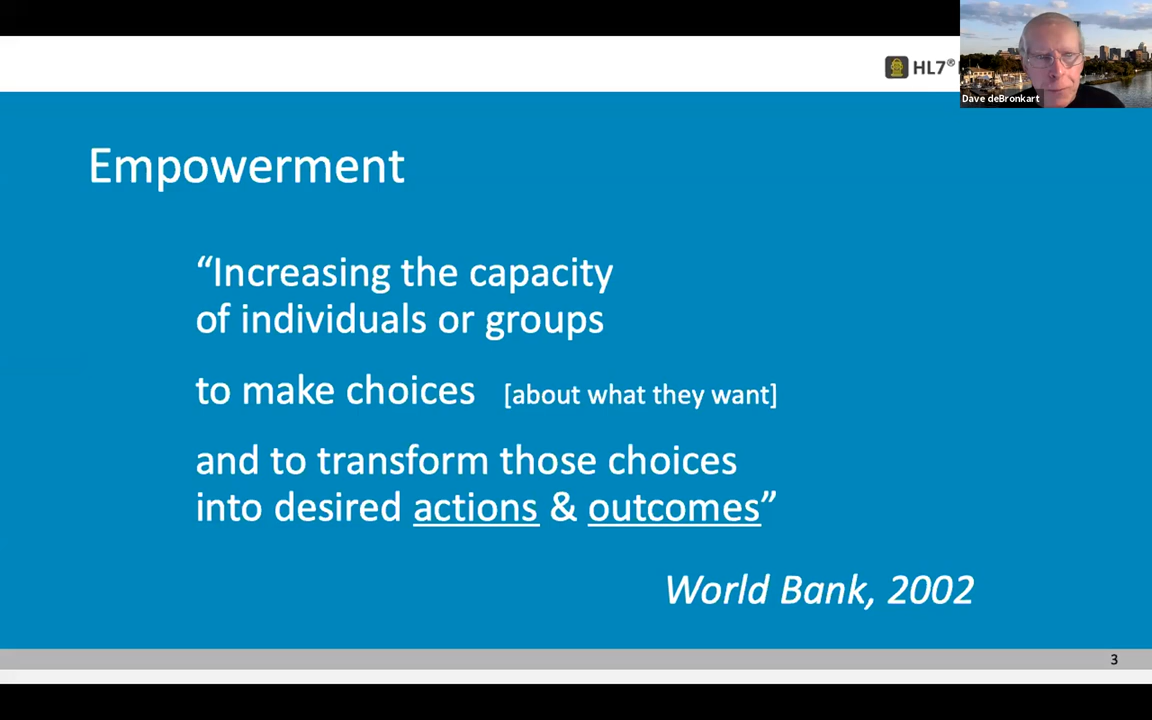 HL7®
Dave deBronkart
Empowerment
“Increasing the capacity
of individuals or groups
to make choices [about what they want]
and to transform those choices
into desired actions & outcomes”
World Bank, 2002
3